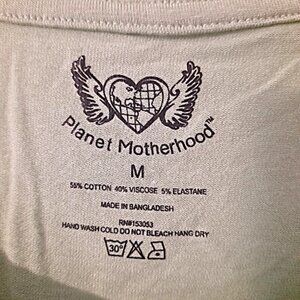 Planet Motherhood™
M
55% COTTON 40% VISCOSE 5% ELASTANE
MADE IN BANGLADESH
RN#153053
HAND WASH COLD DO NOT BLEACH HANG DRY
30°